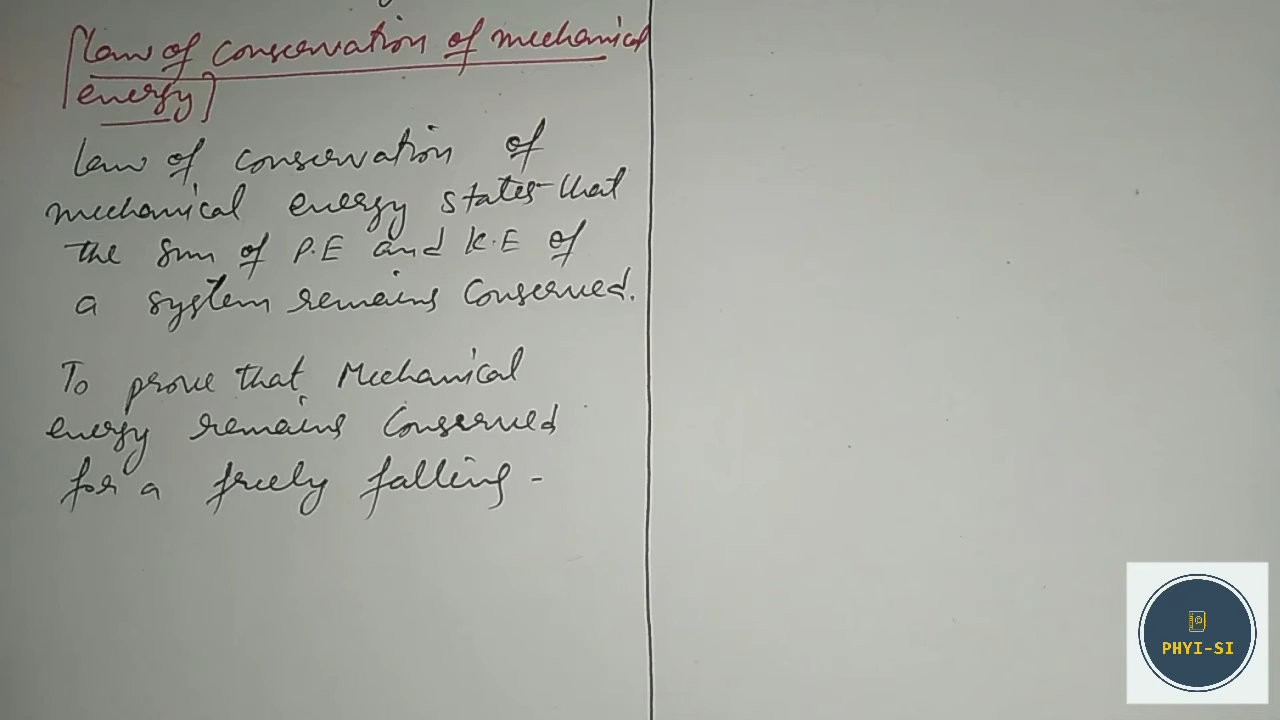 [Law of conservation of mechanical
energy]
Law of conservation of
mechanical energy states that
the sum of P.E and K.E of
a system remains conserved.
To prove that Mechanical
energy remains conserved
for a freely falling -
PHYI-SI